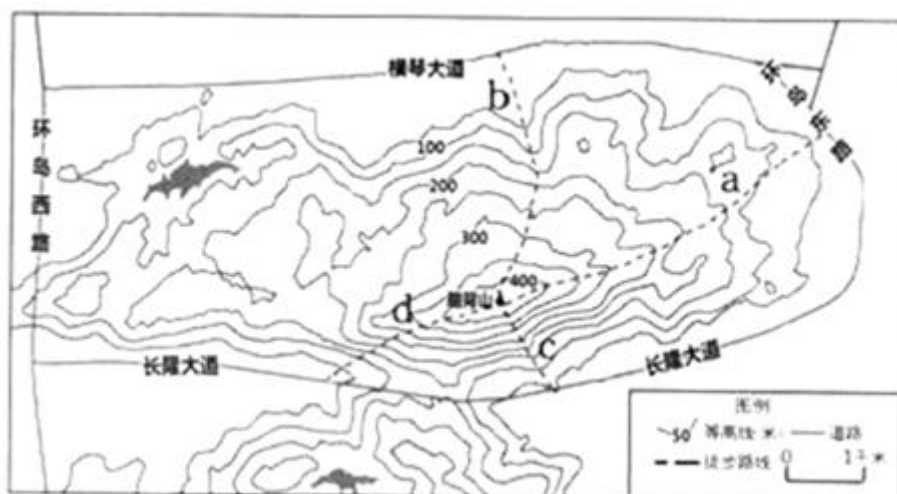 横琴大道
b
环岛东路
环岛西路
100
a
200
300
400
脑背山
d
c
长隆大道
长隆大道
图例
50 等高线·米 道路
徒步路线 0 1千米